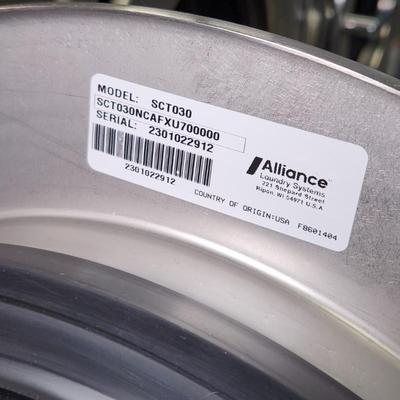 MODEL: SCT030
SCT030NCAFXU700000
SERIAL: 2301022912
2301022912
Alliance
Laundry Systems
221 Shepard Street
Ripon, WI 54971 U.S.A
COUNTRY OF ORIGIN:USA F8601404